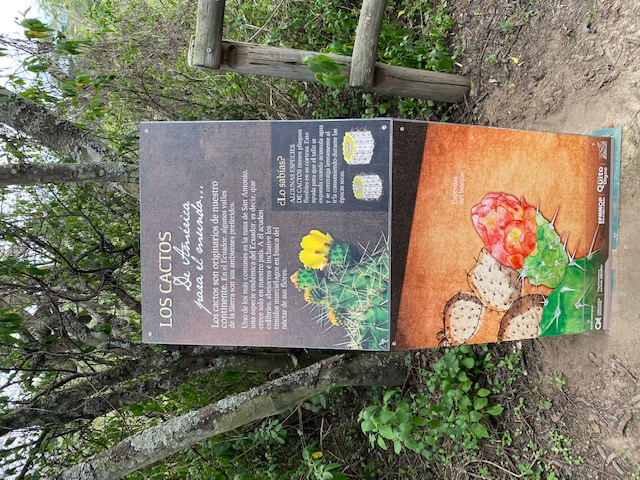 LOS CACTOS
De América
para el mundo...
Los cactos son originarios de nuestro
continente. En el Ecuador, algunos valles
de la Sierra son sus ambientes preferidos.
Uno de los más comunes es la tuna de San Antonio,
una especie endémica del Ecuador, es decir, que
crece solo en nuestro país. A él acuden
colibríes, abejorros e inclusive los
tímidos murciélagos en busca del
néctar de sus flores.
¿Lo sabías?
ALGUNAS ESPECIES
DE CACTOS tienen pliegues
flexibles en su corteza. Esto
ayuda para que el tallo se
expanda cuando acumula agua
y se contraiga lentamente al
irla consumiendo durante las
épocas secas.
Esponjas
del bosque
EPMMOP
Quito
Digno